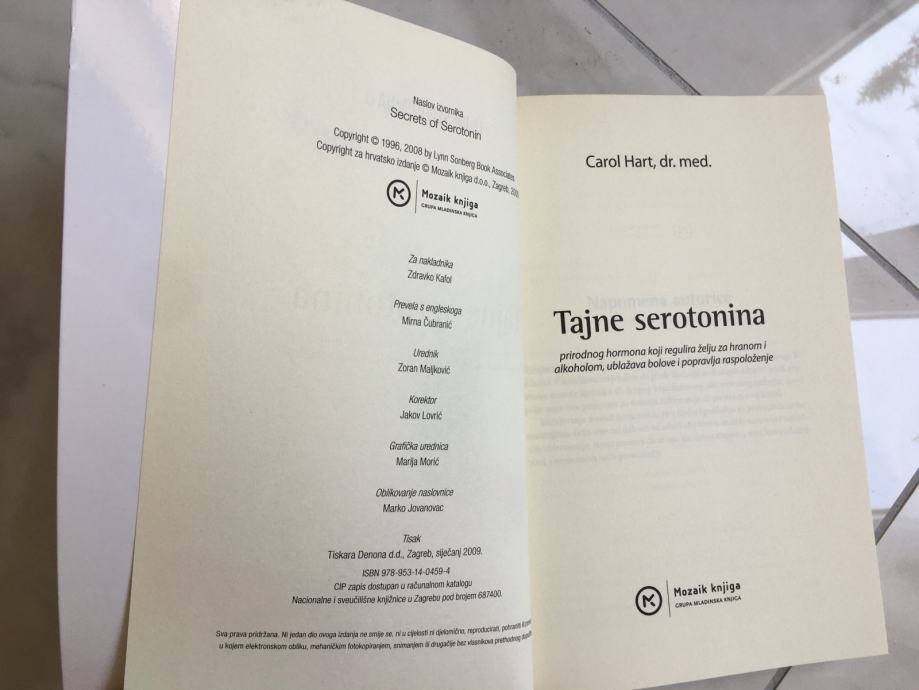 Naslov izvornika
Secrets of Serotonin
Copyright © 1996, 2008 by Lynn Sonberg Book Associates
Copyright za hrvatsko izdanje © Mozaik knjiga d.o.o., Zagreb,
Mozaik knjiga
GRUPA MLADINSKA KNJIGA
Za nakladnika
Zdravko Kafol
Prevela s engleskoga
Mirna Čubranić
Urednik
Zoran Maljković
Korektor
Jakov Lovrić
Grafička urednica
Marija Morić
Oblikovanje naslovnice
Marko Jovanovac
Tisak
Tiskara Denona d.d., Zagreb, siječanj 2009.
ISBN 978-953-14-0459-4
CIP zapis dostupan u računalnom katalogu
Nacionalne i sveučilišne knjižnice u Zagrebu pod brojem 687400.
Sva prava pridržana. Ni jedan dio ovoga izdanja ne smije se, ni u cijelosti ni djelomično, reproducirati, pohraniti ili
u kojem elektronskom obliku, mehaničkim fotokopiranjem, snimanjem ili drugačije bez vlasnikova prethodnog
Carol Hart, dr. med.
Napomena autorice
Tajne serotonina
prirodnog hormona koji regulira želju za hranom i
alkoholom, ublažava bolove i popravlja raspoloženje
Mozaik knjiga
GRUPA MLADINSKA KNJIGA